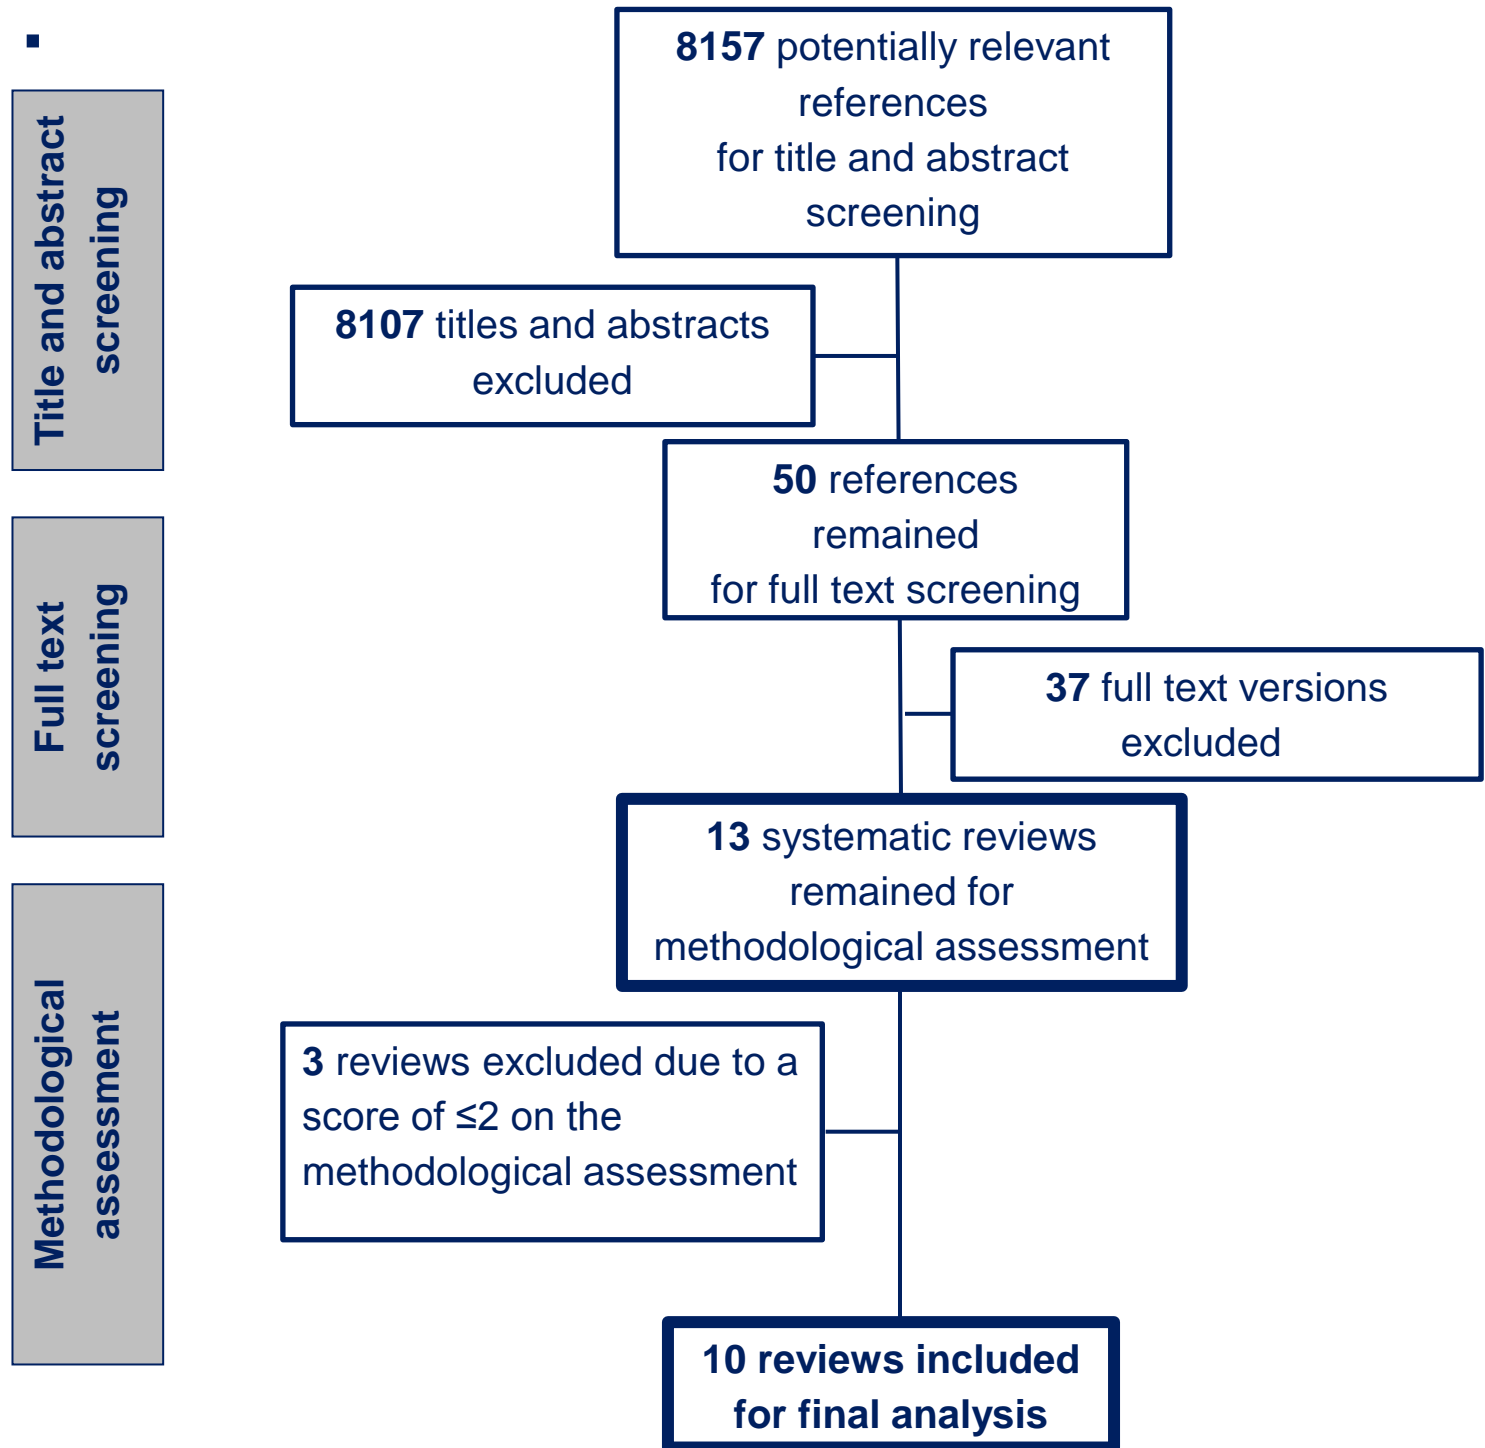 ▪
Title and abstract
screening
8157 potentially relevant
references
for title and abstract
screening
8107 titles and abstracts
excluded
50 references
remained
for full text screening
Full text
screening
37 full text versions
excluded
13 systematic reviews
remained for
methodological assessment
Methodological
assessment
3 reviews excluded due to a
score of ≤2 on the
methodological assessment
10 reviews included
for final analysis